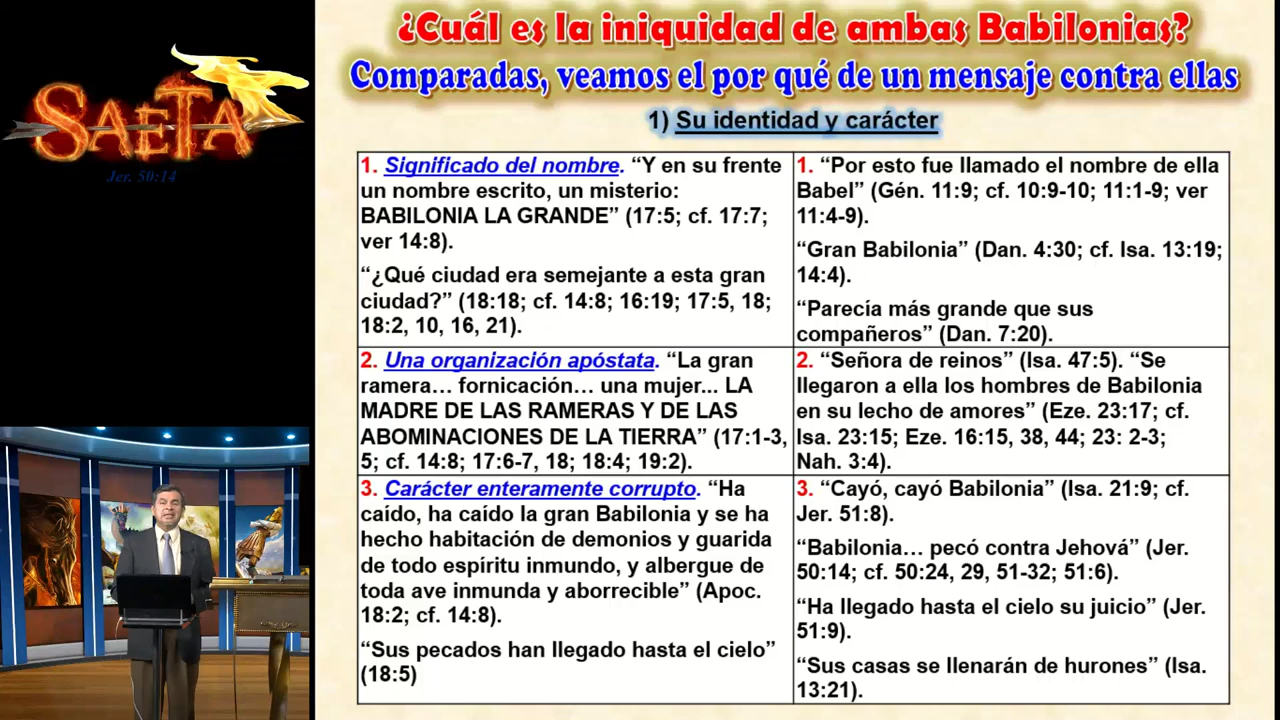 SAETA
Jer. 50:14
¿Cuál es la iniquidad de ambas Babilonias?
Comparadas, veamos el por qué de un mensaje contra ellas
1) Su identidad y carácter
1. Significado del nombre. “Y en su frente
un nombre escrito, un misterio:
BABILONIA LA GRANDE” (17:5; cf. 17:7;
ver 14:8).
“¿Qué ciudad era semejante a esta gran
ciudad?” (18:18; cf. 14:8; 16:19; 17:5, 18;
18:2, 10, 16, 21).
1. “Por esto fue llamado el nombre de ella
Babel” (Gén. 11:9; cf. 10:9-10; 11:1-9; ver
11:4-9).
“Gran Babilonia” (Dan. 4:30; cf. Isa. 13:19;
14:4).
“Parecía más grande que sus
compañeros” (Dan. 7:20).
2. Una organización apóstata. “La gran
ramera… fornicación… una mujer... LA
MADRE DE LAS RAMERAS Y DE LAS
ABOMINACIONES DE LA TIERRA” (17:1-3,
5; cf. 14:8; 17:6-7, 18; 18:4; 19:2).
2. “Señora de reinos” (Isa. 47:5). “Se
llegaron a ella los hombres de Babilonia
en su lecho de amores” (Eze. 23:17; cf.
Isa. 23:15; Eze. 16:15, 38, 44; 23: 2-3;
Nah. 3:4).
3. Carácter enteramente corrupto. “Ha
caído, ha caído la gran Babilonia y se ha
hecho habitación de demonios y guarida
de todo espíritu inmundo, y albergue de
toda ave inmunda y aborrecible” (Apoc.
18:2; cf. 14:8).
“Sus pecados han llegado hasta el cielo”
(18:5)
3. “Cayó, cayó Babilonia” (Isa. 21:9; cf.
Jer. 51:8).
“Babilonia… pecó contra Jehová” (Jer.
50:14; cf. 50:24, 29, 51-32; 51:6).
“Ha llegado hasta el cielo su juicio” (Jer.
51:9).
“Sus casas se llenarán de hurones” (Isa.
13:21).